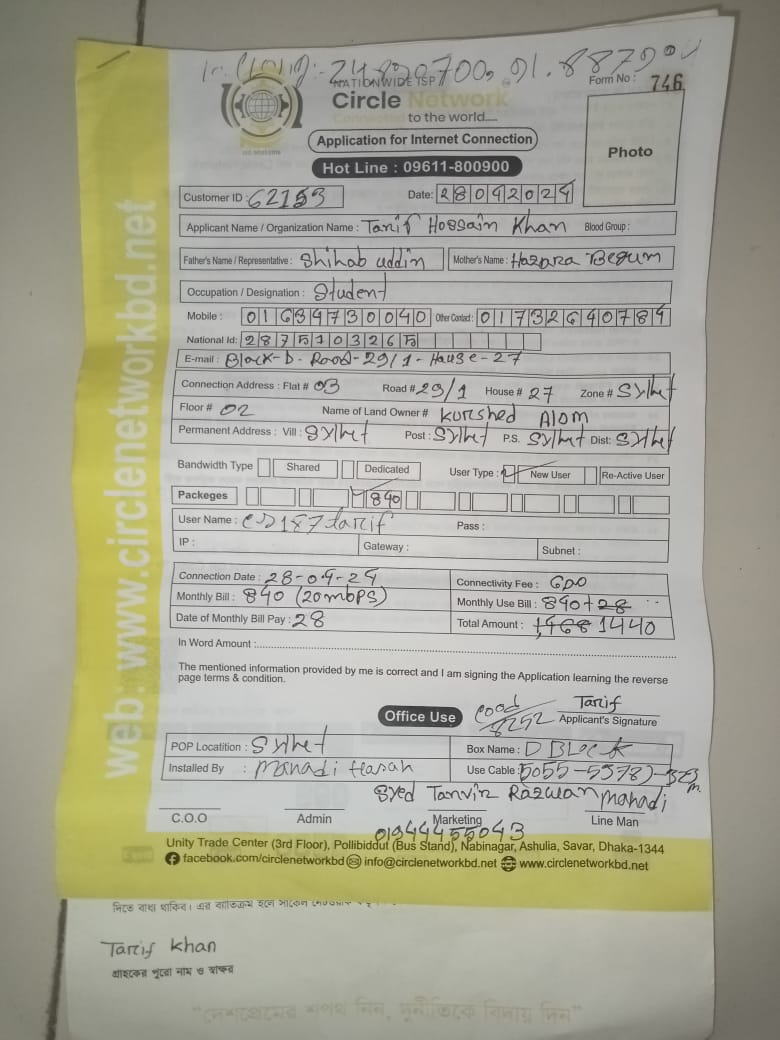 NATIONWIDE ISP
Form No : 746
Circle Network
Connected to the world....
Application for Internet Connection
Photo
Hot Line : 09611-800900
Customer ID : 62153 Date: 28042024
Applicant Name / Organization Name : Tarif Hossain Khan Blood Group :
Father's Name / Representative : Shihab uddin Mother's Name : Hazara Begum
Occupation / Designation : Student
Mobile : 01634730040 Other Contact : 01732640784
National Id: 2875103265
E-mail : Block-D- Road-29/1-House-27
Connection Address : Flat # 03 Road # 29/1 House # 27 Zone # Sylhet
Floor # 02 Name of Land Owner # Kurshed Alom
Permanent Address : Vill : Sylhet Post : Sylhet P.S. Sylhet Dist: Sylhet
Bandwidth Type Shared Dedicated User Type : New User Re-Active User
Packeges 840
User Name : Pass :
IP : Gateway : Subnet :
Connection Date : 28-04-24 Connectivity Fee : 600
Monthly Bill : 840 (20mbps) Monthly Use Bill : 840+28
Date of Monthly Bill Pay : 28 Total Amount : 1440
In Word Amount :
The mentioned information provided by me is correct and I am signing the Application learning the reverse
page terms & condition.
Office Use Tarif
Applicant's Signature
POP Locatition : Sylhet Box Name : D BLOCK
Installed By : Mahadi Hasan Use Cable :
Syed Tanvir Razwan Mahadi
C.O.O Admin Marketing Line Man
01944455043
Unity Trade Center (3rd Floor), Pollibiddut (Bus Stand), Nabinagar, Ashulia, Savar, Dhaka-1344
facebook.com/circlenetworkbd info@circlenetworkbd.net www.circlenetworkbd.net
web: www.circlenetworkbd.net
Tarif Khan
গ্রাহকের পুরো নাম ও স্বাক্ষর
"দেশপ্রেমের শপথ নিন, দুর্নীতিকে বিদায় দিন"